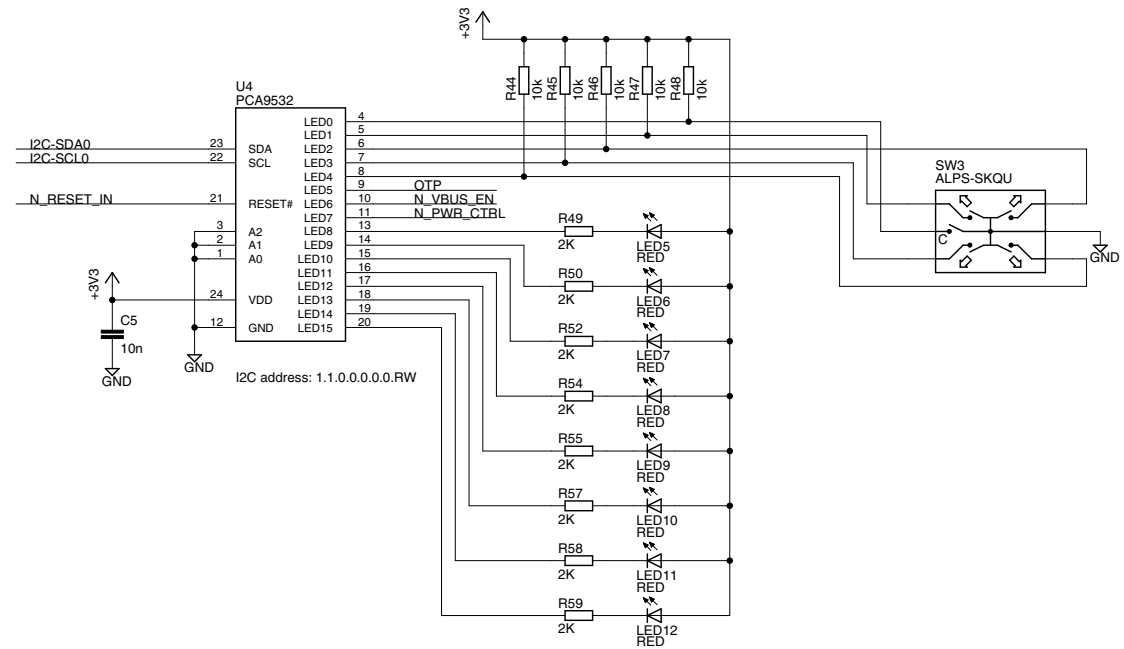 +3V3
R44
10k
R45
10k
R46
10k
R47
10k
R48
10k
U4
PCA9532
I2C-SDA0
23
SDA
I2C-SCL0
22
SCL
N_RESET_IN
21
RESET#
3
A2
2
A1
1
A0
+3V3
24
VDD
C5
10n
GND
12
GND
GND
LED0
4
LED1
5
LED2
6
LED3
7
LED4
8
LED5
9
OTP
LED6
10
N_VBUS_EN
LED7
11
N_PWR_CTRL
LED8
13
LED9
14
LED10
15
LED11
16
LED12
17
LED13
18
LED14
19
LED15
20
I2C address: 1.1.0.0.0.0.0.RW
SW3
ALPS-SKQU
C
GND
R49
2K
LED5
RED
R50
2K
LED6
RED
R52
2K
LED7
RED
R54
2K
LED8
RED
R55
2K
LED9
RED
R57
2K
LED10
RED
R58
2K
LED11
RED
R59
2K
LED12
RED